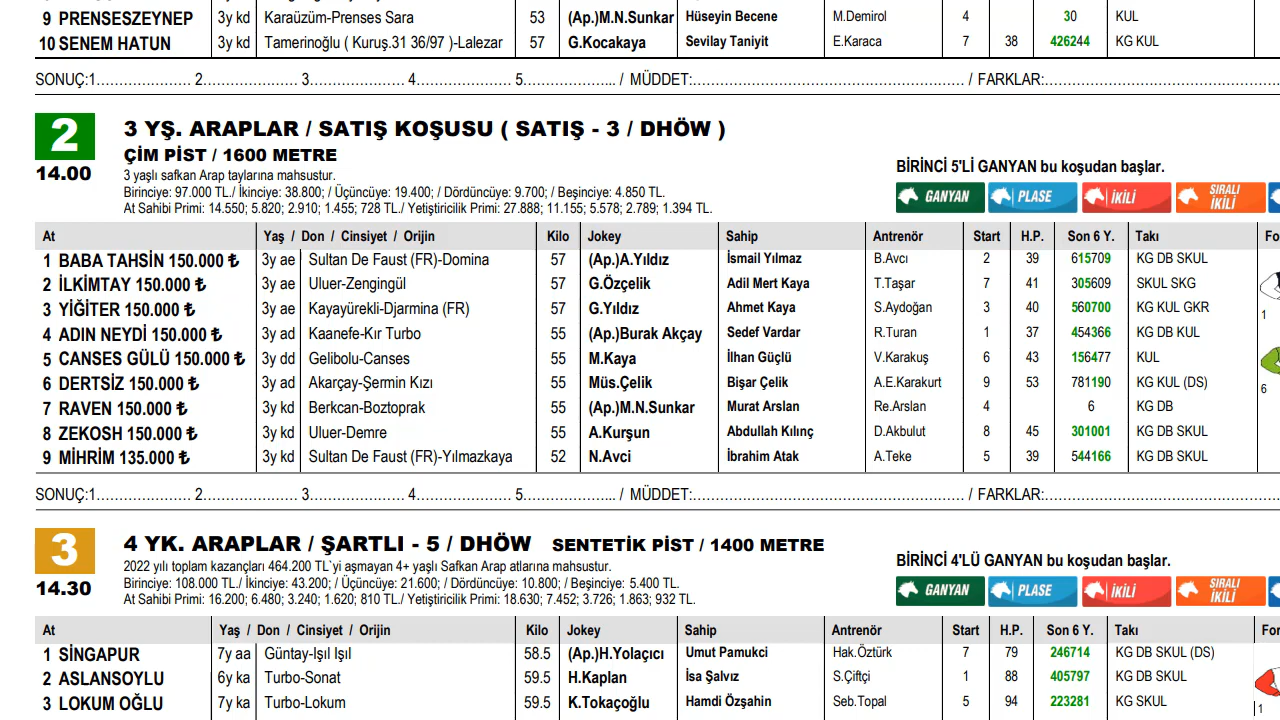 9 PRENSESZEYNEP 3y kd Karaüzüm-Prenses Sara 53 (Ap.)M.N.Sunkar Hüseyin Becene M.Demirol 4 30 KUL
10 SENEM HATUN 3y kd Tamerinoğlu ( Kuruş.31 36/97 )-Lalezar 57 G.Kocakaya Sevilay Taniyit E.Karaca 7 38 426244 KG KUL
SONUÇ:1....................... 2....................... 3....................... 4....................... 5....................... / MÜDDET:.................................................................. / FARKLAR:..........................................................
2 3 YŞ. ARAPLAR / SATIŞ KOŞUSU ( SATIŞ - 3 / DHÖW )
ÇİM PİST / 1600 METRE
14.00 3 yaşlı safkan Arap taylarına mahsustur. BİRİNCİ 5'Lİ GANYAN bu koşudan başlar.
Birinciye: 97.000 TL./ İkinciye: 38.800; / Üçüncüye: 19.400; / Dördüncüye: 9.700; / Beşinciye: 4.850 TL.
GANYAN PLASE İKİLİ SIRALI İKİLİ
At Sahibi Primi: 14.550; 5.820; 2.910; 1.455; 728 TL./ Yetiştiricilik Primi: 27.888; 11.155; 5.578; 2.789; 1.394 TL.
At Yaş / Don / Cinsiyet / Orijin Kilo Jokey Sahip Antrenör Start H.P. Son 6 Y. Takı Fo
1 BABA TAHSİN 150.000 ₺ 3y ae Sultan De Faust (FR)-Domina 57 (Ap.)A.Yıldız İsmail Yılmaz B.Avcı 2 39 615709 KG DB SKUL
2 İLKİMTAY 150.000 ₺ 3y ae Uluer-Zengingül 57 G.Özçelik Adil Mert Kaya T.Taşar 7 41 305609 SKUL SKG
3 YİĞİTER 150.000 ₺ 3y ae Kayayürekli-Djarmina (FR) 57 G.Yıldız Ahmet Kaya S.Aydoğan 3 40 560700 KG KUL GKR 1
4 ADIN NEYDİ 150.000 ₺ 3y ad Kaanefe-Kır Turbo 55 (Ap.)Burak Akçay Sedef Vardar R.Turan 1 37 454366 KG DB KUL
5 CANSES GÜLÜ 150.000 ₺ 3y dd Gelibolu-Canses 55 M.Kaya İlhan Güçlü V.Karakuş 6 43 156477 KUL
6 DERTSİZ 150.000 ₺ 3y ad Akarçay-Şermin Kızı 55 Müs.Çelik Bişar Çelik A.E.Karakurt 9 53 781190 KG KUL (DS) 6
7 RAVEN 150.000 ₺ 3y kd Berkcan-Boztoprak 55 (Ap.)M.N.Sunkar Murat Arslan Re.Arslan 4 6 KG DB
8 ZEKOSH 150.000 ₺ 3y kd Uluer-Demre 55 A.Kurşun Abdullah Kılınç D.Akbulut 8 45 301001 KG DB SKUL
9 MİHRİM 135.000 ₺ 3y kd Sultan De Faust (FR)-Yılmazkaya 52 N.Avci İbrahim Atak A.Teke 5 39 544166 KG DB SKUL
SONUÇ:1....................... 2....................... 3....................... 4....................... 5....................... / MÜDDET:.................................................................. / FARKLAR:..........................................................
3 4 YK. ARAPLAR / ŞARTLI - 5 / DHÖW SENTETİK PİST / 1400 METRE
2022 yılı toplam kazançları 464.200 TL`yi aşmayan 4+ yaşlı Safkan Arap atlarına mahsustur. BİRİNCİ 4'LÜ GANYAN bu koşudan başlar.
14.30 Birinciye: 108.000 TL./ İkinciye: 43.200; / Üçüncüye: 21.600; / Dördüncüye: 10.800; / Beşinciye: 5.400 TL.
GANYAN PLASE İKİLİ SIRALI İKİLİ
At Sahibi Primi: 16.200; 6.480; 3.240; 1.620; 810 TL./ Yetiştiricilik Primi: 18.630; 7.452; 3.726; 1.863; 932 TL.
At Yaş / Don / Cinsiyet / Orijin Kilo Jokey Sahip Antrenör Start H.P. Son 6 Y. Takı For
1 SİNGAPUR 7y aa Güntay-Işıl Işıl 58.5 (Ap.)H.Yolaçıcı Umut Pamukci Hak.Öztürk 7 79 246714 KG DB SKUL (DS)
2 ASLANSOYLU 6y ka Turbo-Sonat 59.5 H.Kaplan İsa Şalvız S.Çiftçi 1 88 405797 KG DB SKUL
3 LOKUM OĞLU 7y ka Turbo-Lokum 59.5 K.Tokaçoğlu Hamdi Özşahin Seb.Topal 5 94 223281 KG SKUL 1